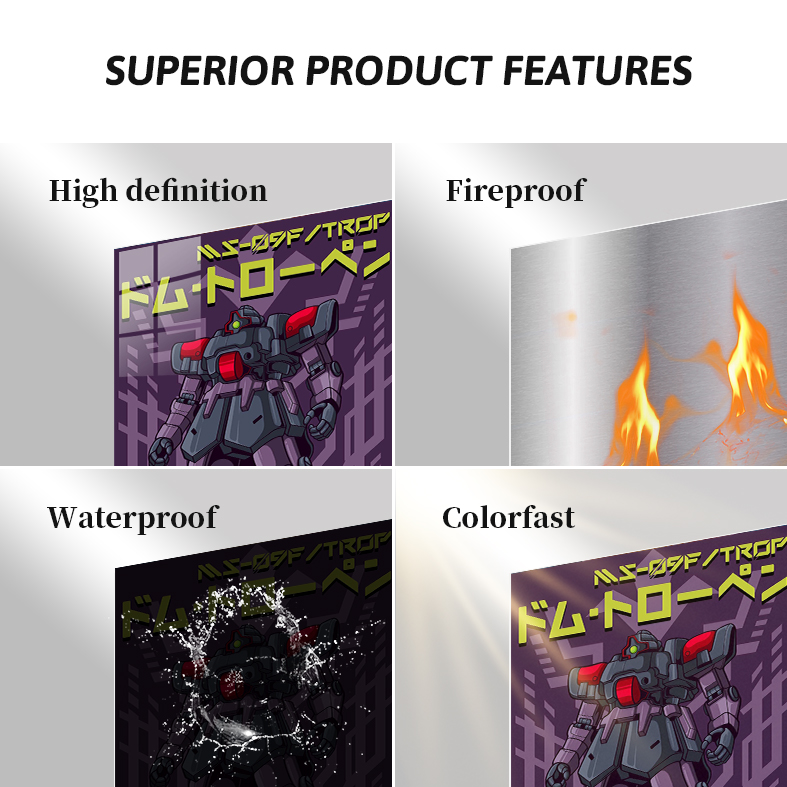 SUPERIOR PRODUCT FEATURES
High definition
MS-09F/TROP
ドム・トローペン
Fireproof
Waterproof
MS-09F/TROP
ドム・トローペン
Colorfast
MS-09F/TROP
ドム・トローペン